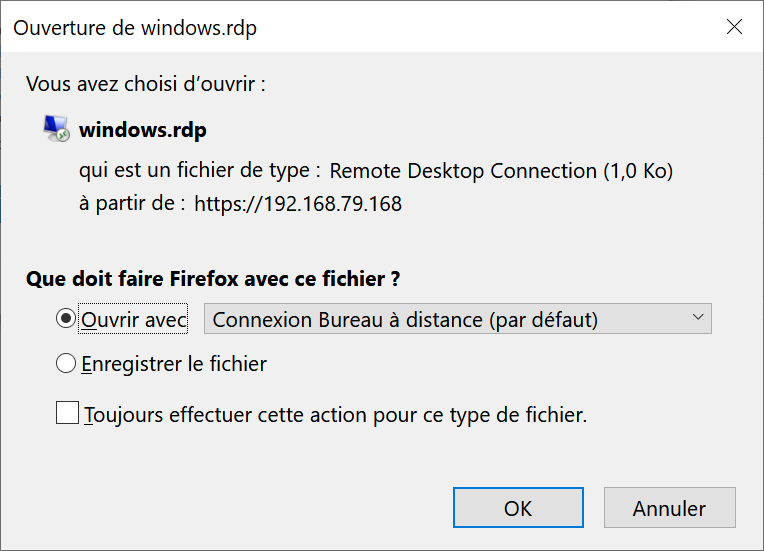 Ouverture de windows.rdp
Vous avez choisi d’ouvrir :
windows.rdp
qui est un fichier de type : Remote Desktop Connection (1,0 Ko)
à partir de : https://192.168.79.168
Que doit faire Firefox avec ce fichier ?
Ouvrir avec Connexion Bureau à distance (par défaut)
Enregistrer le fichier
Toujours effectuer cette action pour ce type de fichier.
OK Annuler